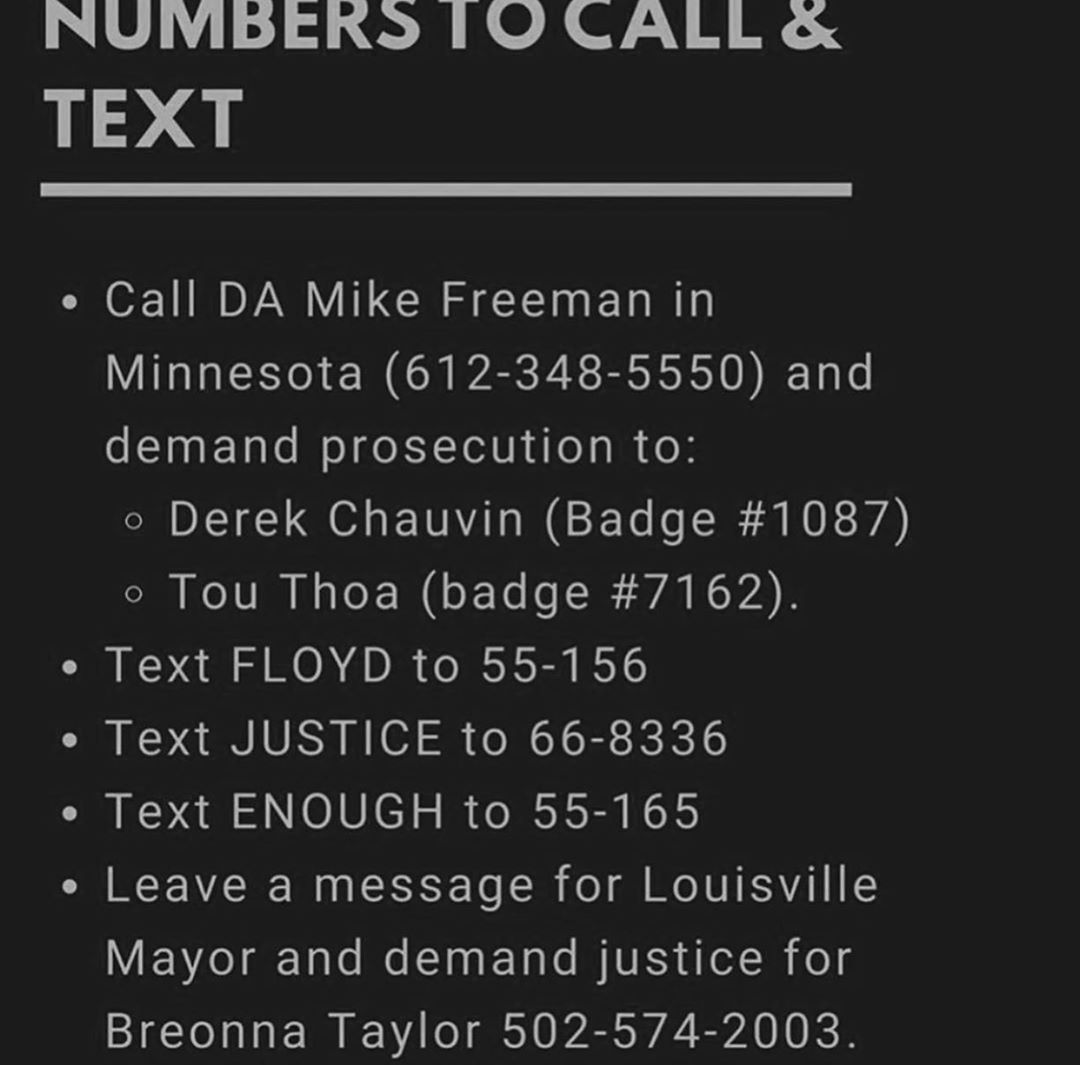 NUMBERS TO CALL &
TEXT
• Call DA Mike Freeman in
Minnesota (612-348-5550) and
demand prosecution to:
◦ Derek Chauvin (Badge #1087)
◦ Tou Thoa (badge #7162).
• Text FLOYD to 55-156
• Text JUSTICE to 66-8336
• Text ENOUGH to 55-165
• Leave a message for Louisville
Mayor and demand justice for
Breonna Taylor 502-574-2003.